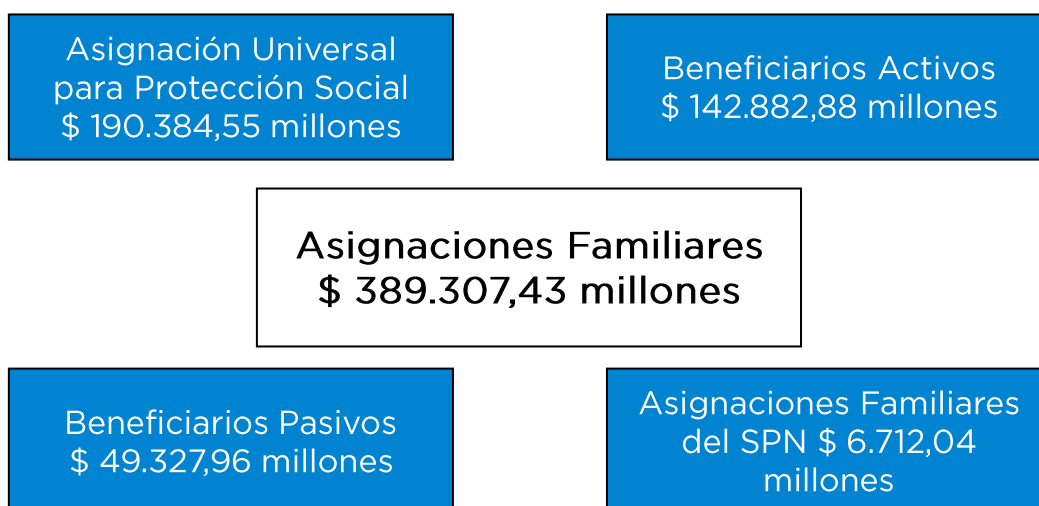 Asignación Universal
para Protección Social
$ 190.384,55 millones
Beneficiarios Activos
$ 142.882,88 millones
Asignaciones Familiares
$ 389.307,43 millones
Beneficiarios Pasivos
$ 49.327,96 millones
Asignaciones Familiares
del SPN $ 6.712,04
millones